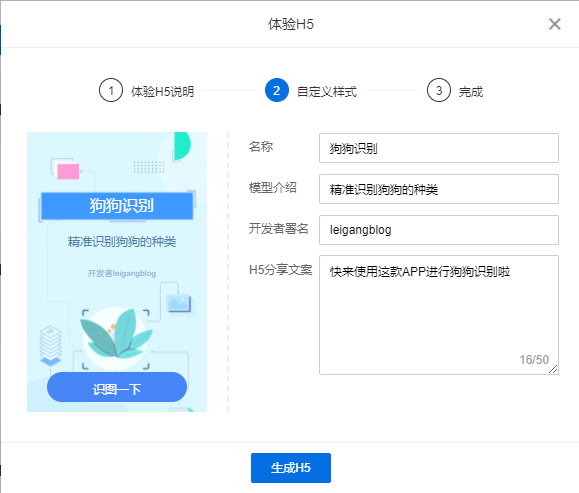 体验H5
1 体验H5说明 2 自定义样式 3 完成
狗狗识别
精准识别狗狗的种类
开发者leigangblog
识图一下
名称 狗狗识别
模型介绍 精准识别狗狗的种类
开发者署名 leigangblog
H5分享文案 快来使用这款APP进行狗狗识别啦
16/50
生成H5